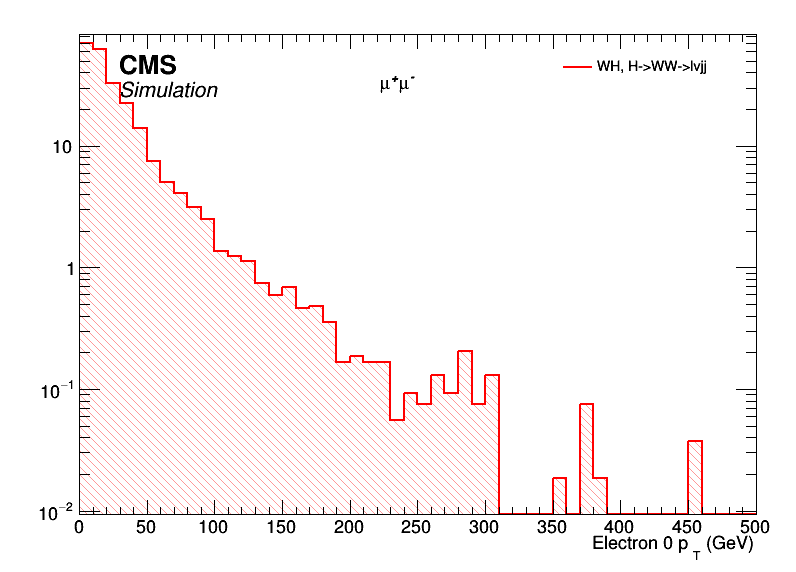 CMS
Simulation
μ⁺μ⁻
WH, H->WW->lvjj
10
1
10⁻¹
10⁻²
0 50 100 150 200 250 300 350 400 450 500
Electron 0 p_T (GeV)